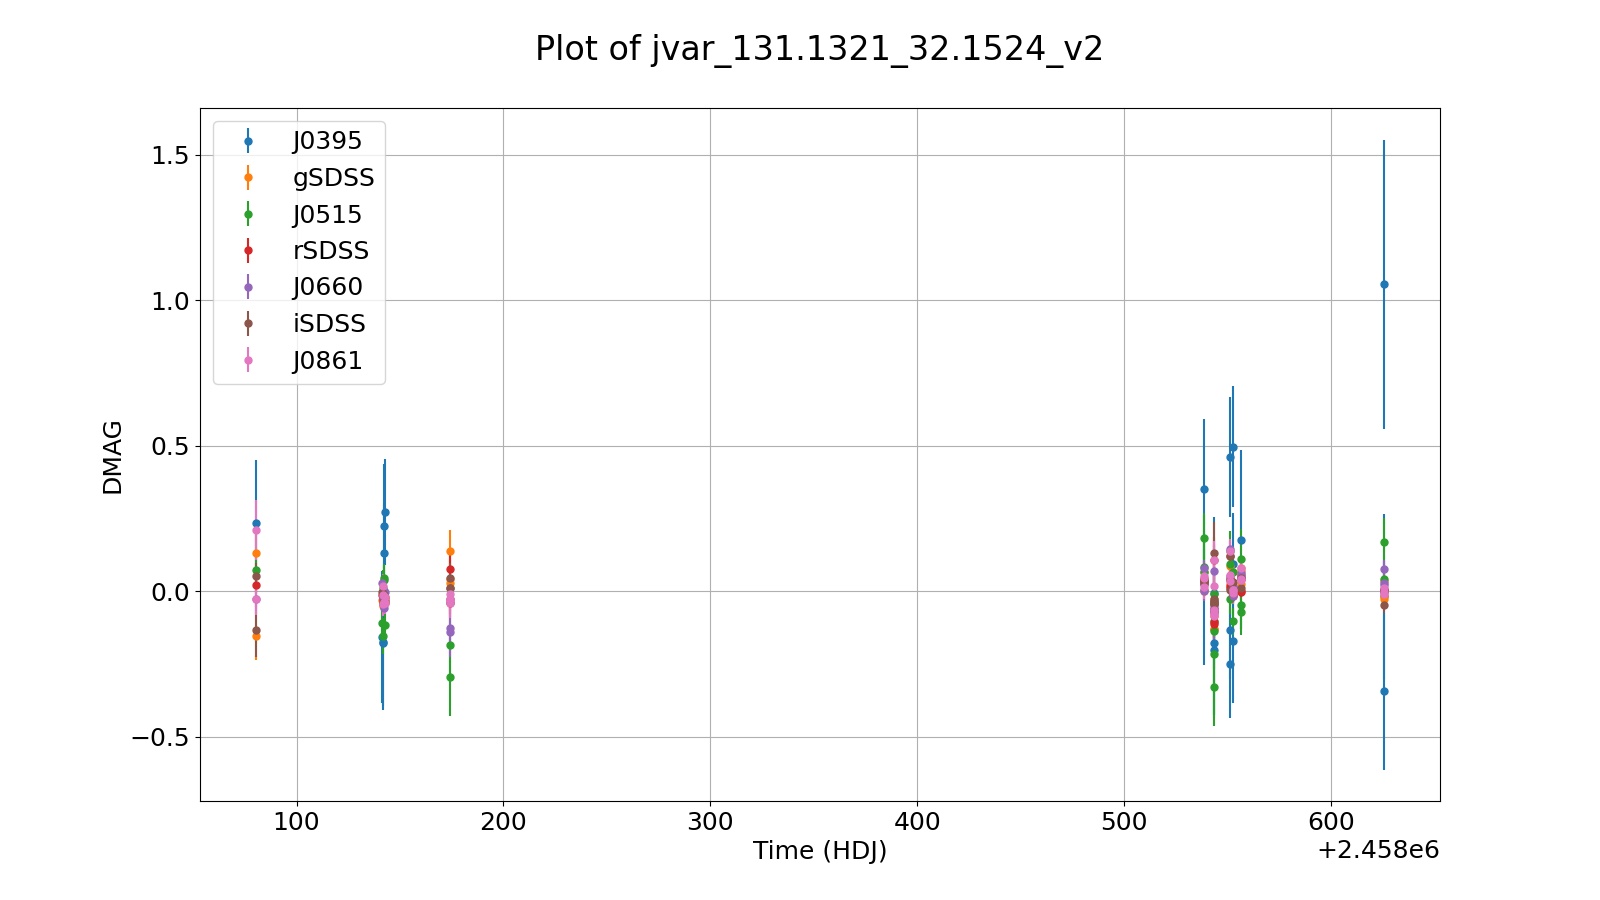 Plot of jvar_131.1321_32.1524_v2
J0395
gSDSS
J0515
rSDSS
J0660
iSDSS
J0861
1.5
1.0
0.5
0.0
−0.5
DMAG
100
200
300
400
500
600
Time (HDJ)
+2.458e6